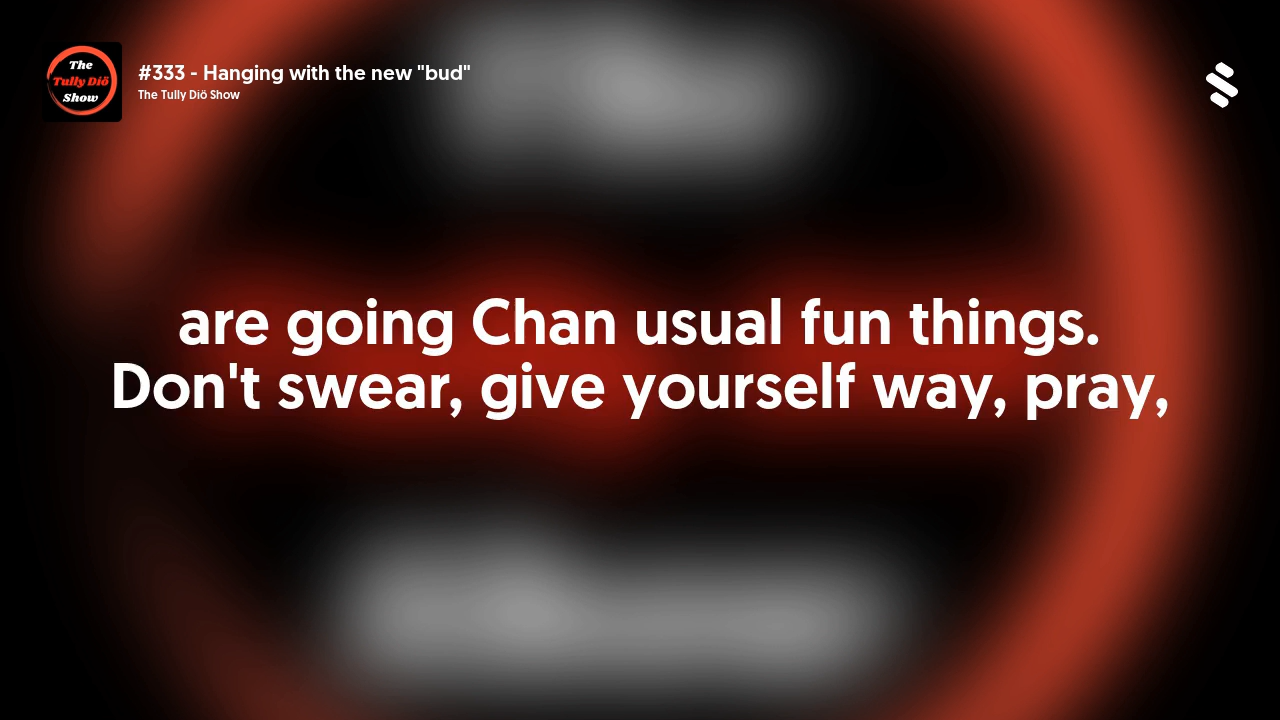 The
Tully Diö
Show
#333 - Hanging with the new "bud"
The Tully Diö Show
are going Chan usual fun things.
Don't swear, give yourself way, pray,